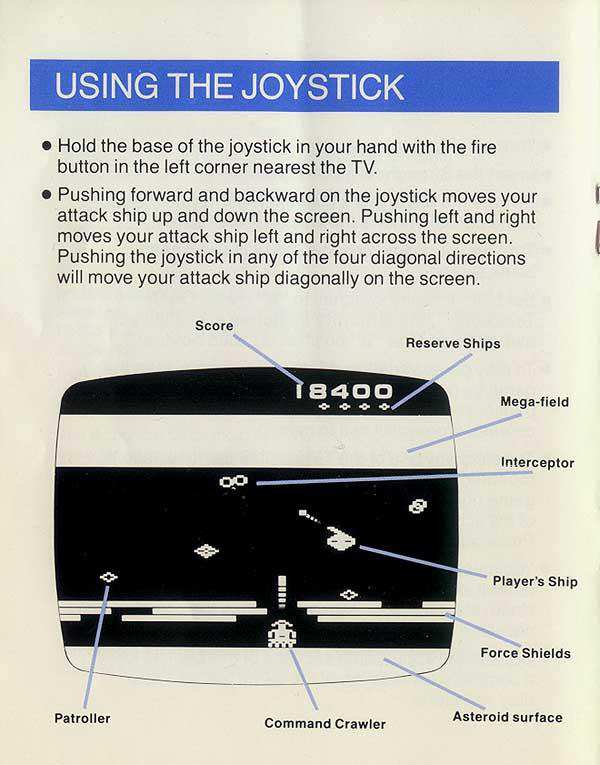 USING THE JOYSTICK
● Hold the base of the joystick in your hand with the fire
button in the left corner nearest the TV.
● Pushing forward and backward on the joystick moves your
attack ship up and down the screen. Pushing left and right
moves your attack ship left and right across the screen.
Pushing the joystick in any of the four diagonal directions
will move your attack ship diagonally on the screen.
Score
Reserve Ships
18400
Mega-field
Interceptor
Player's Ship
Force Shields
Patroller
Command Crawler
Asteroid surface